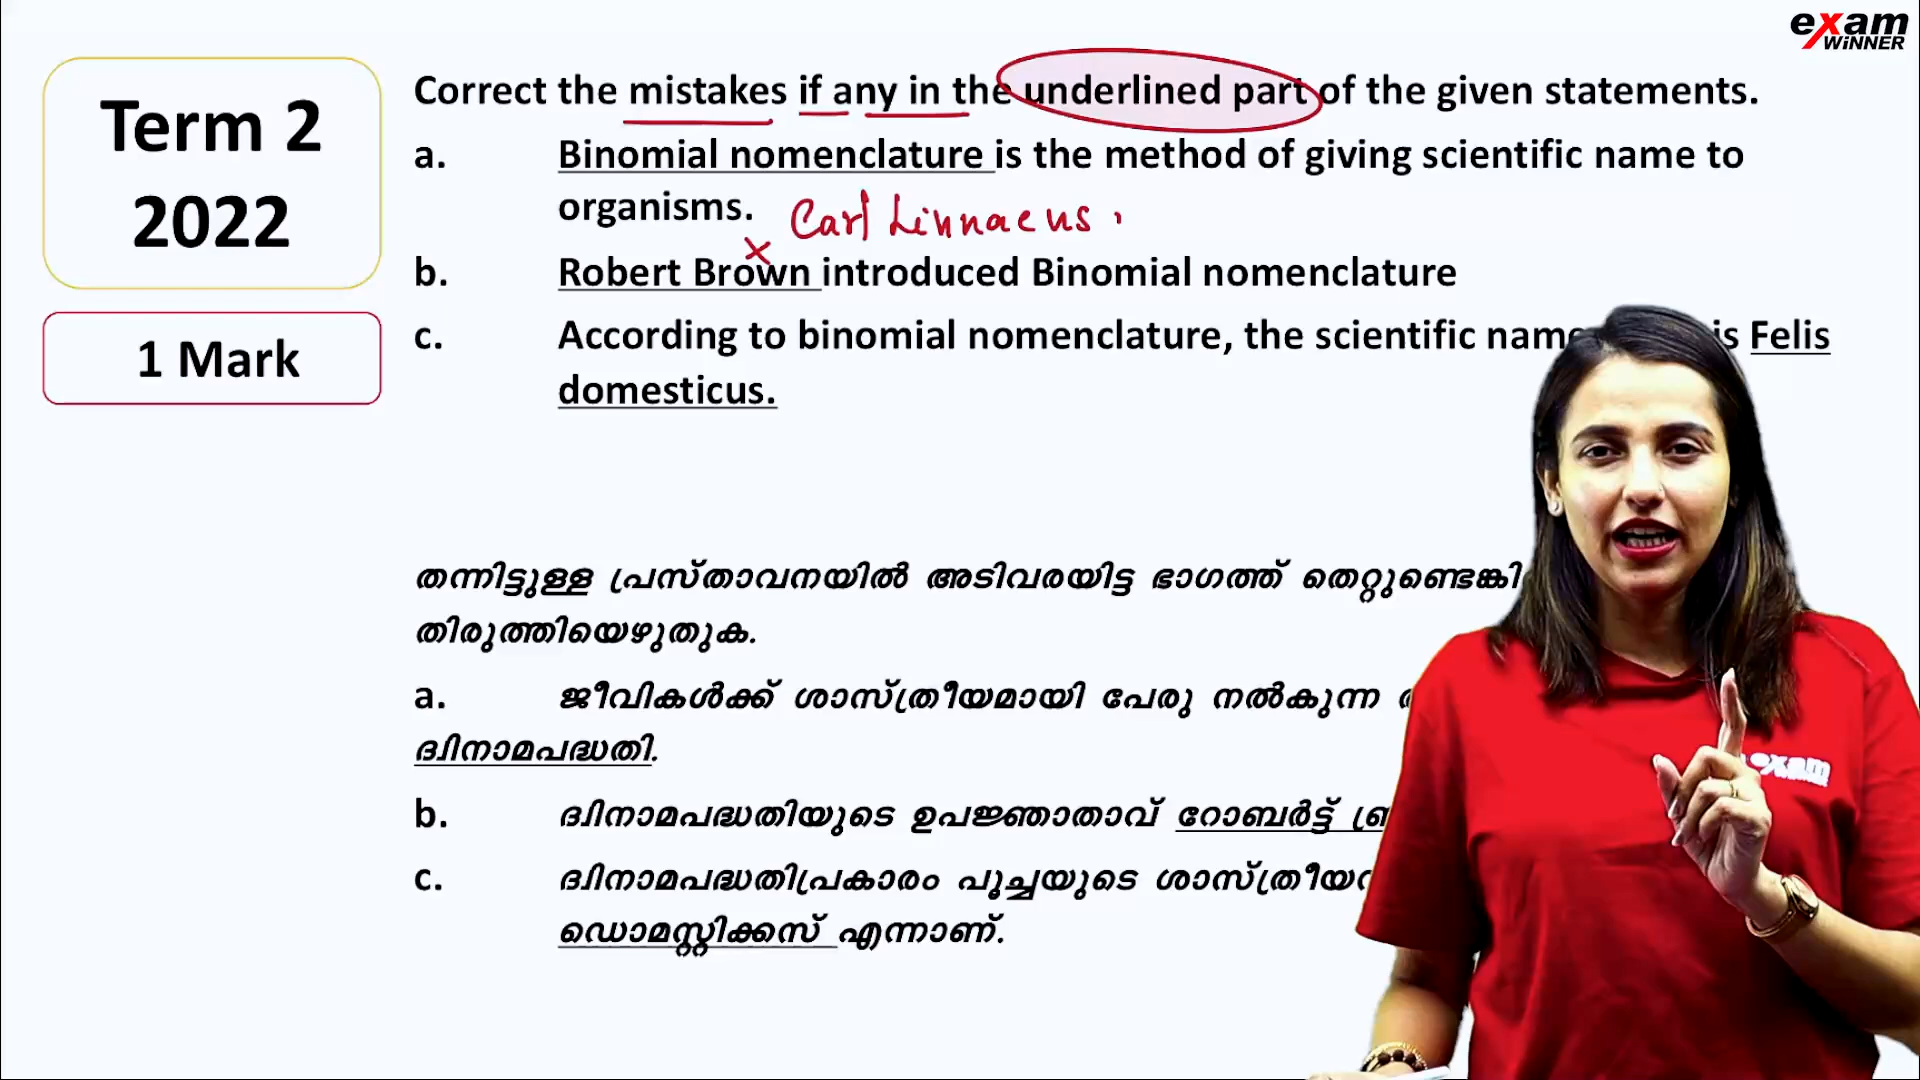 exam
WiNNER
Term 2
2022
1 Mark
Correct the mistakes if any in the underlined part of the given statements.
a. Binomial nomenclature is the method of giving scientific name to
organisms. Carl Linnaeus.
x
b. Robert Brown introduced Binomial nomenclature
c. According to binomial nomenclature, the scientific name is Felis
domesticus.
തന്നിട്ടുള്ള പ്രസ്താവനയിൽ അടിവരയിട്ട ഭാഗത്ത്
തിരുത്തിയെഴുതുക.
a. ജീവികൾക്ക് ശാസ്ത്രീയമായി പേരു നൽകുന്ന
ദ്വിനാമപദ്ധതി.
b. ദ്വിനാമപദ്ധതിയുടെ ഉപജ്ഞാതാവ് റോബർട്ട്
c. ദ്വിനാമപദ്ധതിപ്രകാരം പൂച്ചയുടെ
ഡൊമസ്റ്റിക്കസ് എന്നാണ്.
exam